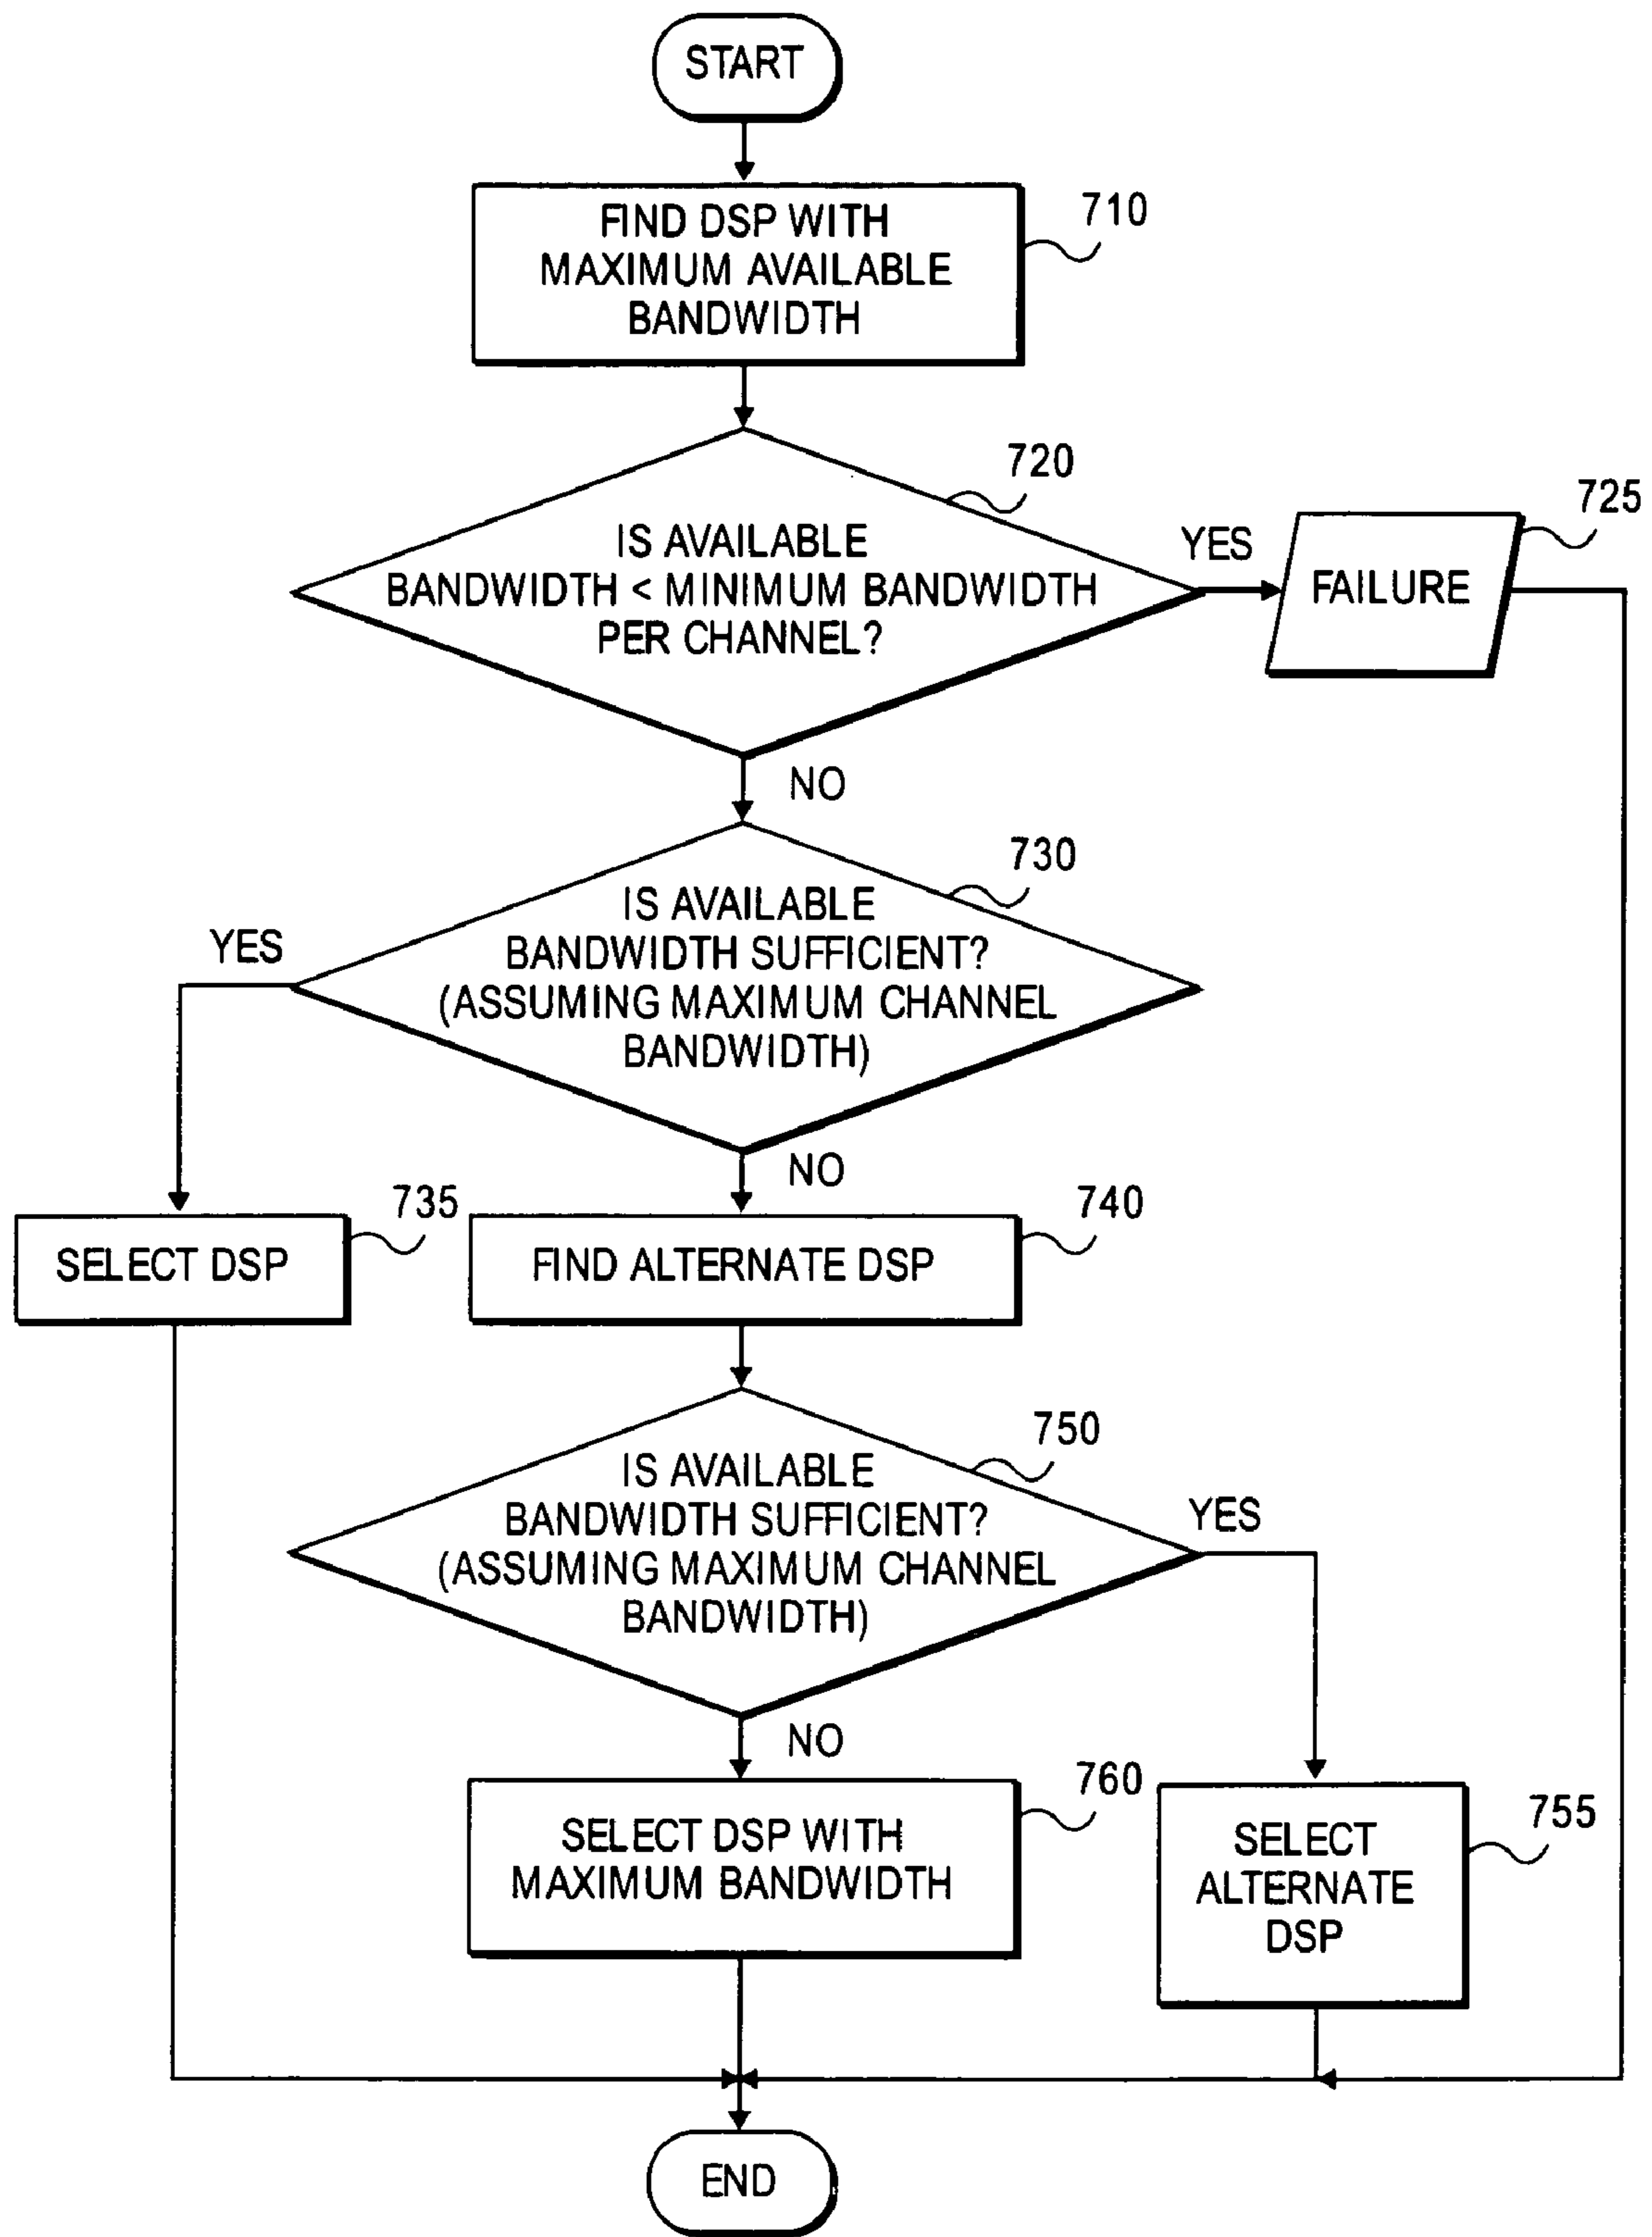 START
FIND DSP WITH
MAXIMUM AVAILABLE
BANDWIDTH
710
720
IS AVAILABLE
BANDWIDTH < MINIMUM BANDWIDTH
PER CHANNEL?
YES
725
FAILURE
NO
730
IS AVAILABLE
BANDWIDTH SUFFICIENT?
(ASSUMING MAXIMUM CHANNEL
BANDWIDTH)
YES
NO
735
SELECT DSP
740
FIND ALTERNATE DSP
750
IS AVAILABLE
BANDWIDTH SUFFICIENT?
(ASSUMING MAXIMUM CHANNEL
BANDWIDTH)
YES
NO
760
SELECT DSP WITH
MAXIMUM BANDWIDTH
755
SELECT
ALTERNATE
DSP
END